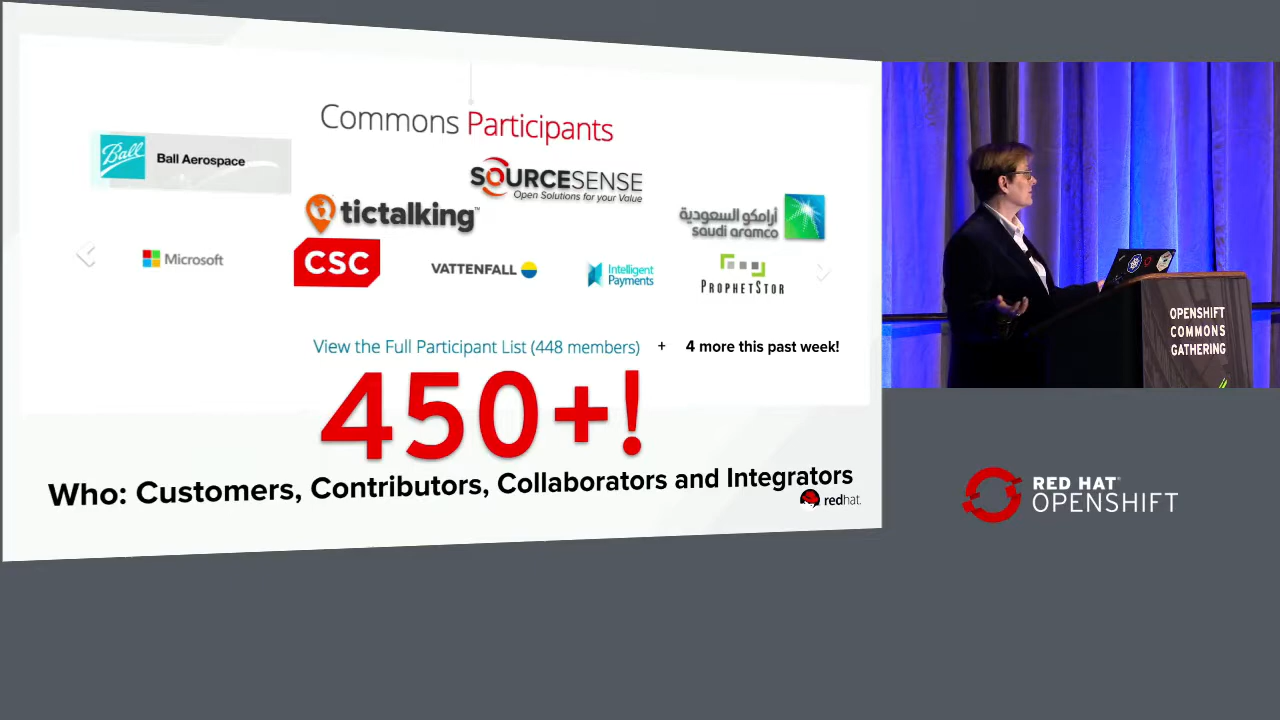 Commons Participants
Ball
Ball Aerospace
SOURCESENSE
Open Solutions for your Value
tictalking™
أرامكو السعودية
saudi aramco
Microsoft
CSC
VATTENFALL
Intelligent
Payments
PROPHETSTOR
View the Full Participant List (448 members) + 4 more this past week!
450+!
Who: Customers, Contributors, Collaborators and Integrators
redhat.
OPENSHIFT
COMMONS
GATHERING
RED HAT®
OPENSHIFT